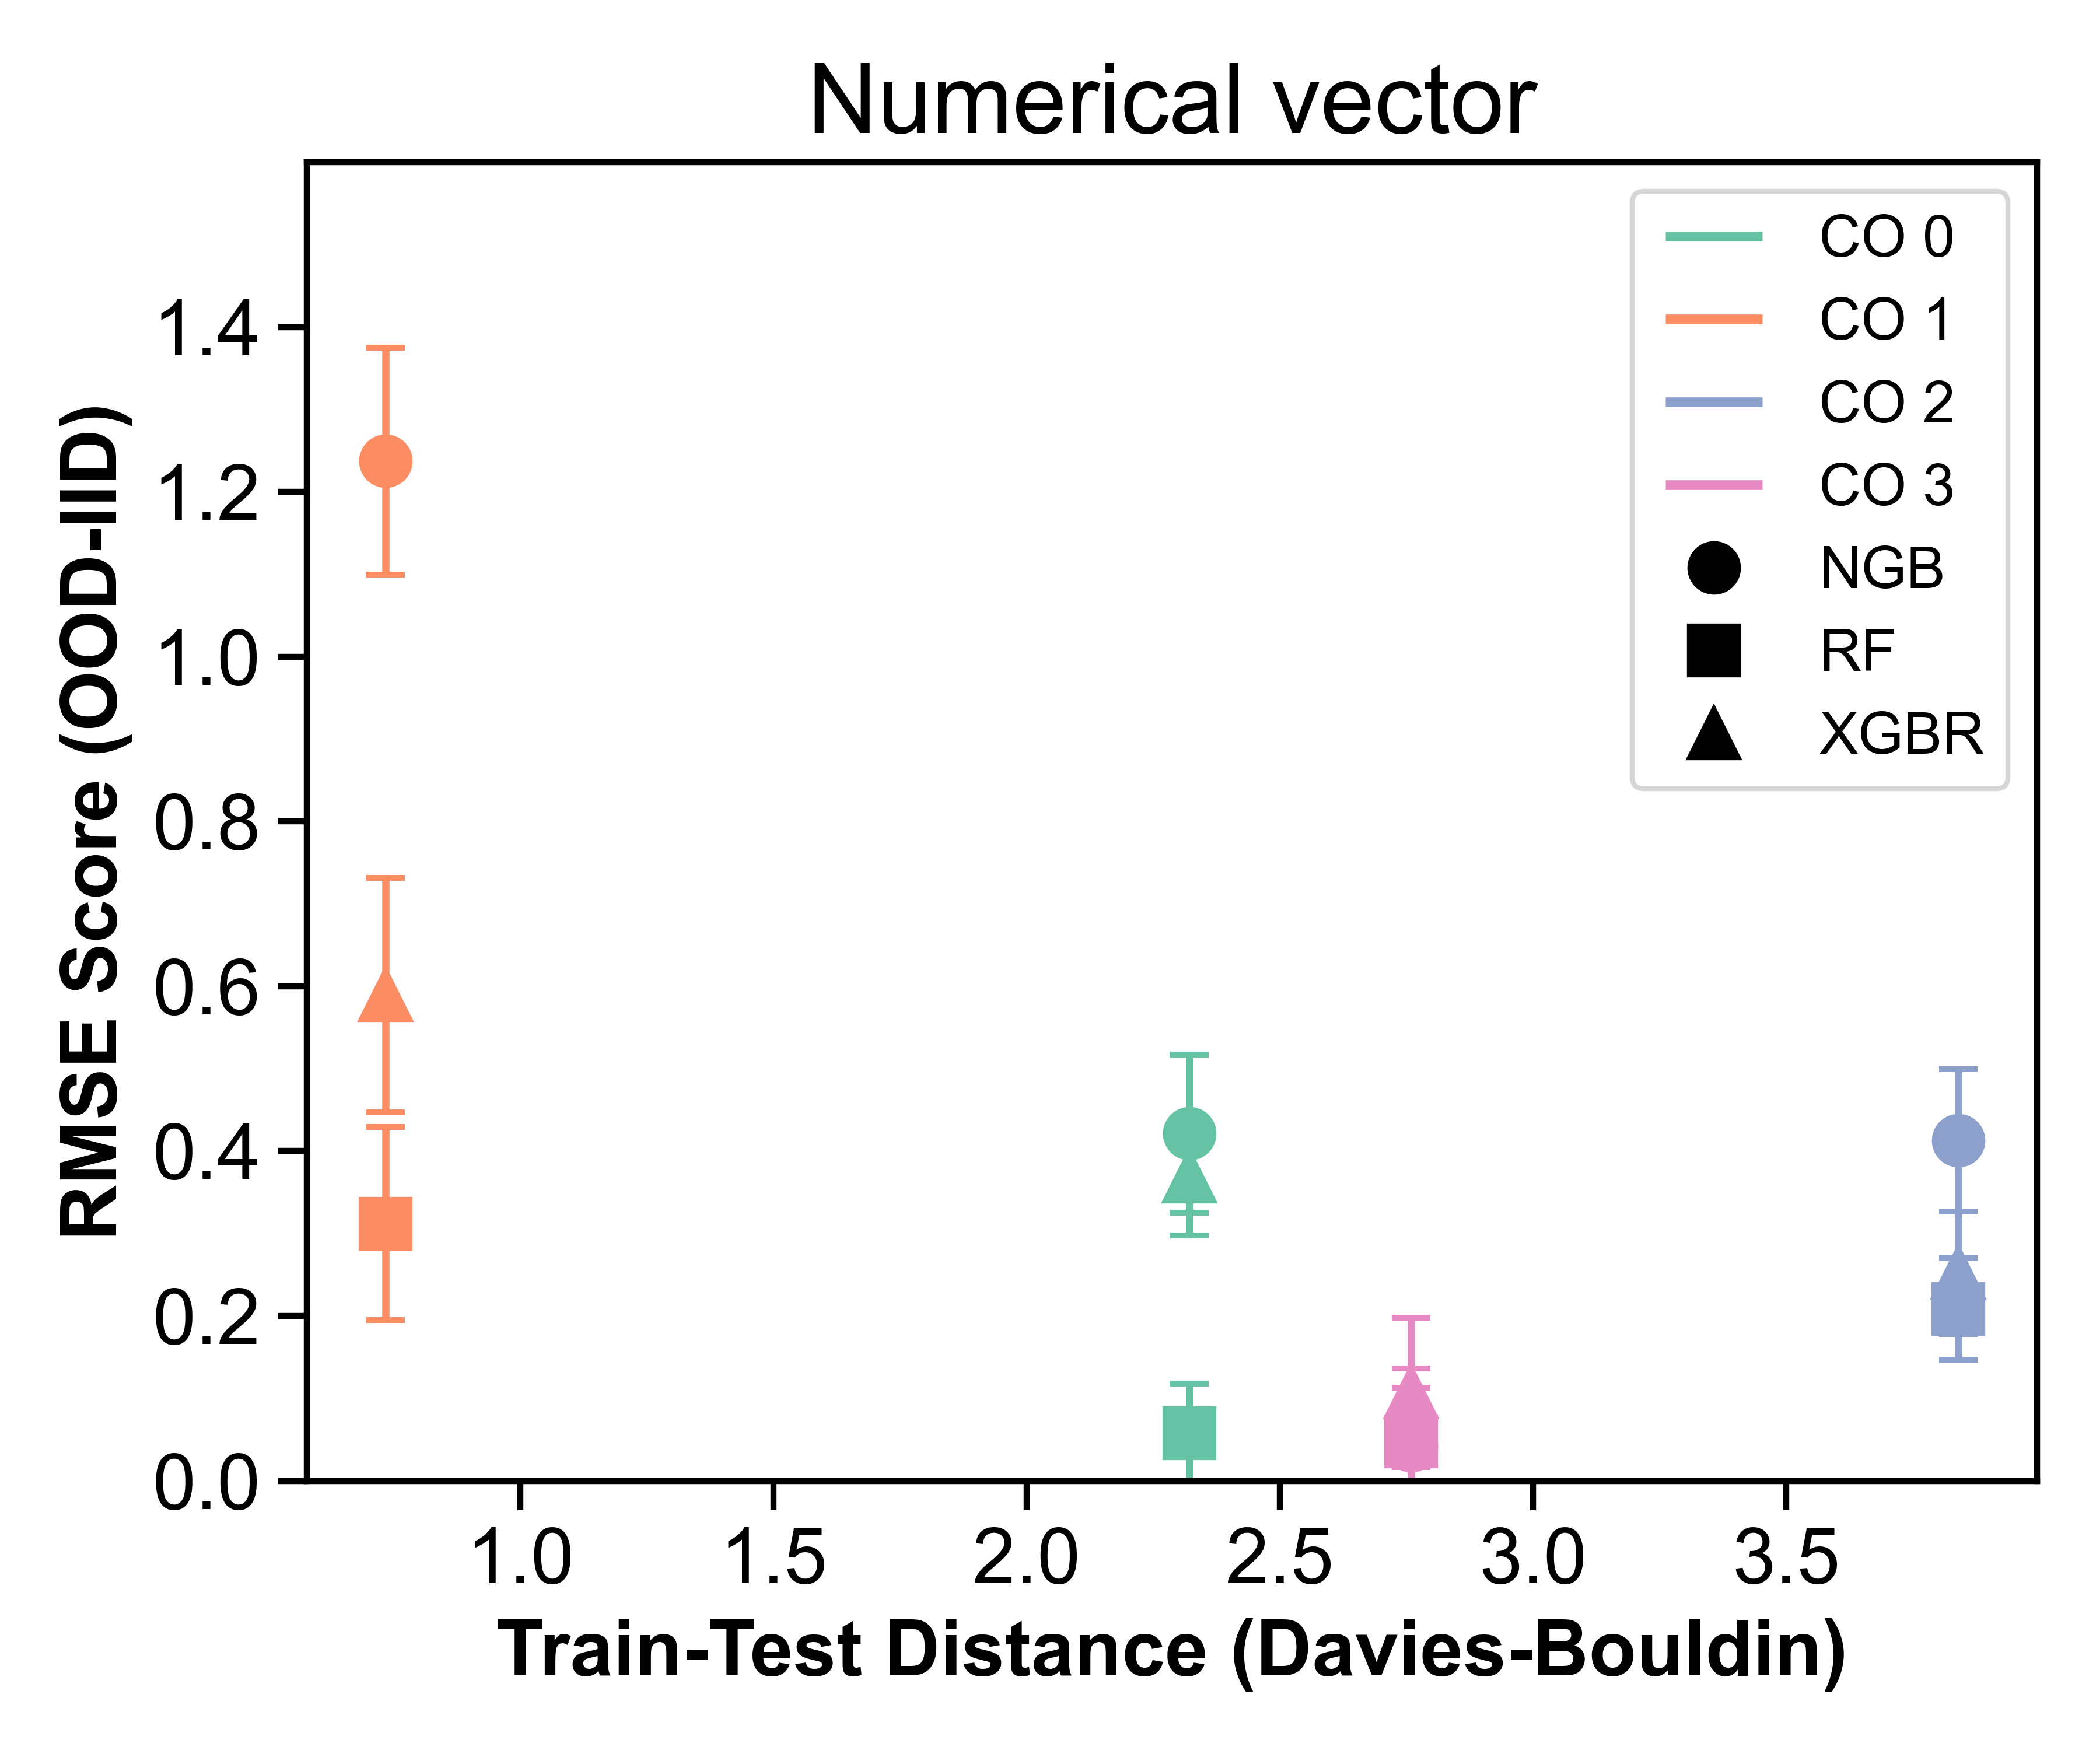 Numerical vector
RMSE Score (OOD-IID)
1.4
1.2
1.0
0.8
0.6
0.4
0.2
0.0
CO 0
CO 1
CO 2
CO 3
NGB
RF
XGBR
1.0 1.5 2.0 2.5 3.0 3.5
Train-Test Distance (Davies-Bouldin)